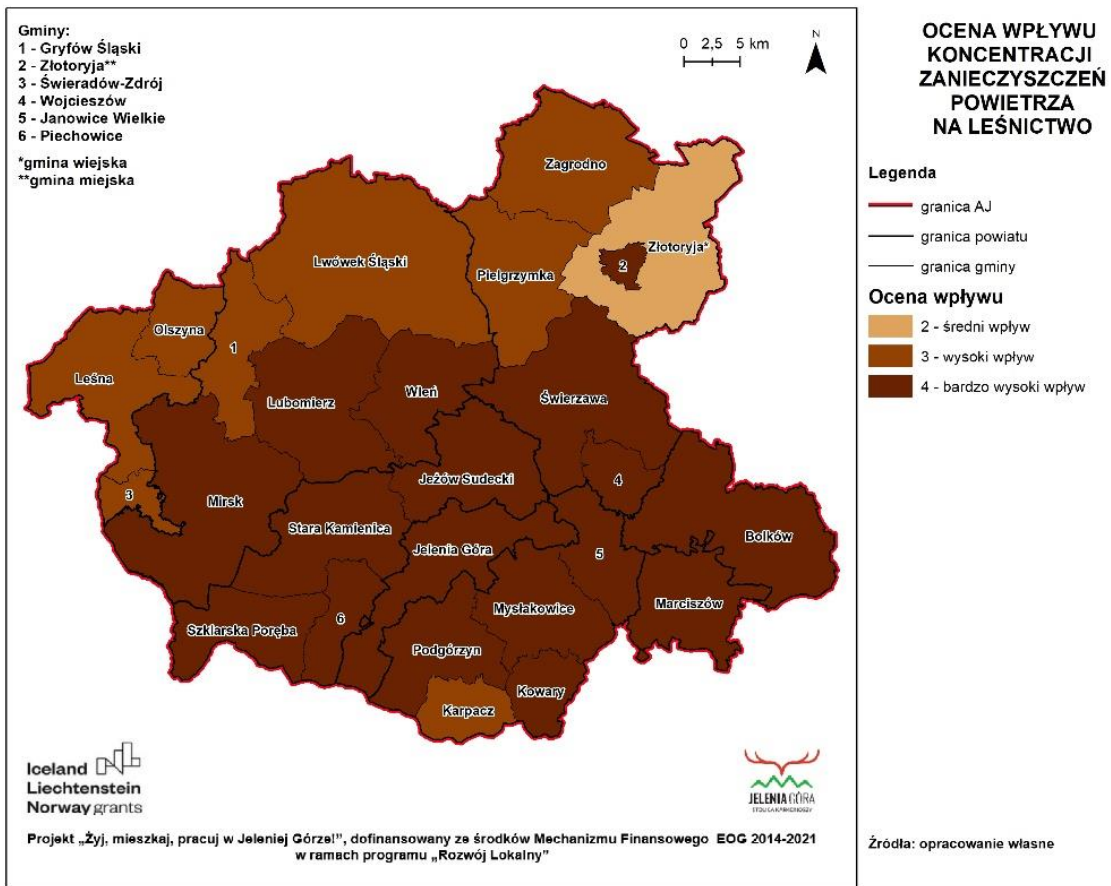 Gminy:
1 - Gryfów Śląski
2 - Złotoryja**
3 - Świeradów-Zdrój
4 - Wojcieszów
5 - Janowice Wielkie
6 - Piechowice
*gmina wiejska
**gmina miejska
0 2,5 5 km
N
Zagrodno
Złotoryja*
2
Lwówek Śląski
Pielgrzymka
Olszyna
1
Leśna
Lubomierz
Wleń
Świerzawa
3
Mirsk
Jeżów Sudecki
4
Stara Kamienica
Jelenia Góra
Bolków
5
Mysłakowice
Marciszów
6
Szklarska Poręba
Podgórzyn
Kowary
Karpacz
Iceland
Liechtenstein
Norway grants
JELENIA GÓRA
STOLICA KARKONOSZY
Projekt „Żyj, mieszkaj, pracuj w Jeleniej Górze!”, dofinansowany ze środków Mechanizmu Finansowego EOG 2014-2021
w ramach programu „Rozwój Lokalny”
OCENA WPŁYWU
KONCENTRACJI
ZANIECZYSZCZEŃ
POWIETRZA
NA LEŚNICTWO
Legenda
granica AJ
granica powiatu
granica gminy
Ocena wpływu
2 - średni wpływ
3 - wysoki wpływ
4 - bardzo wysoki wpływ
Źródła: opracowanie własne